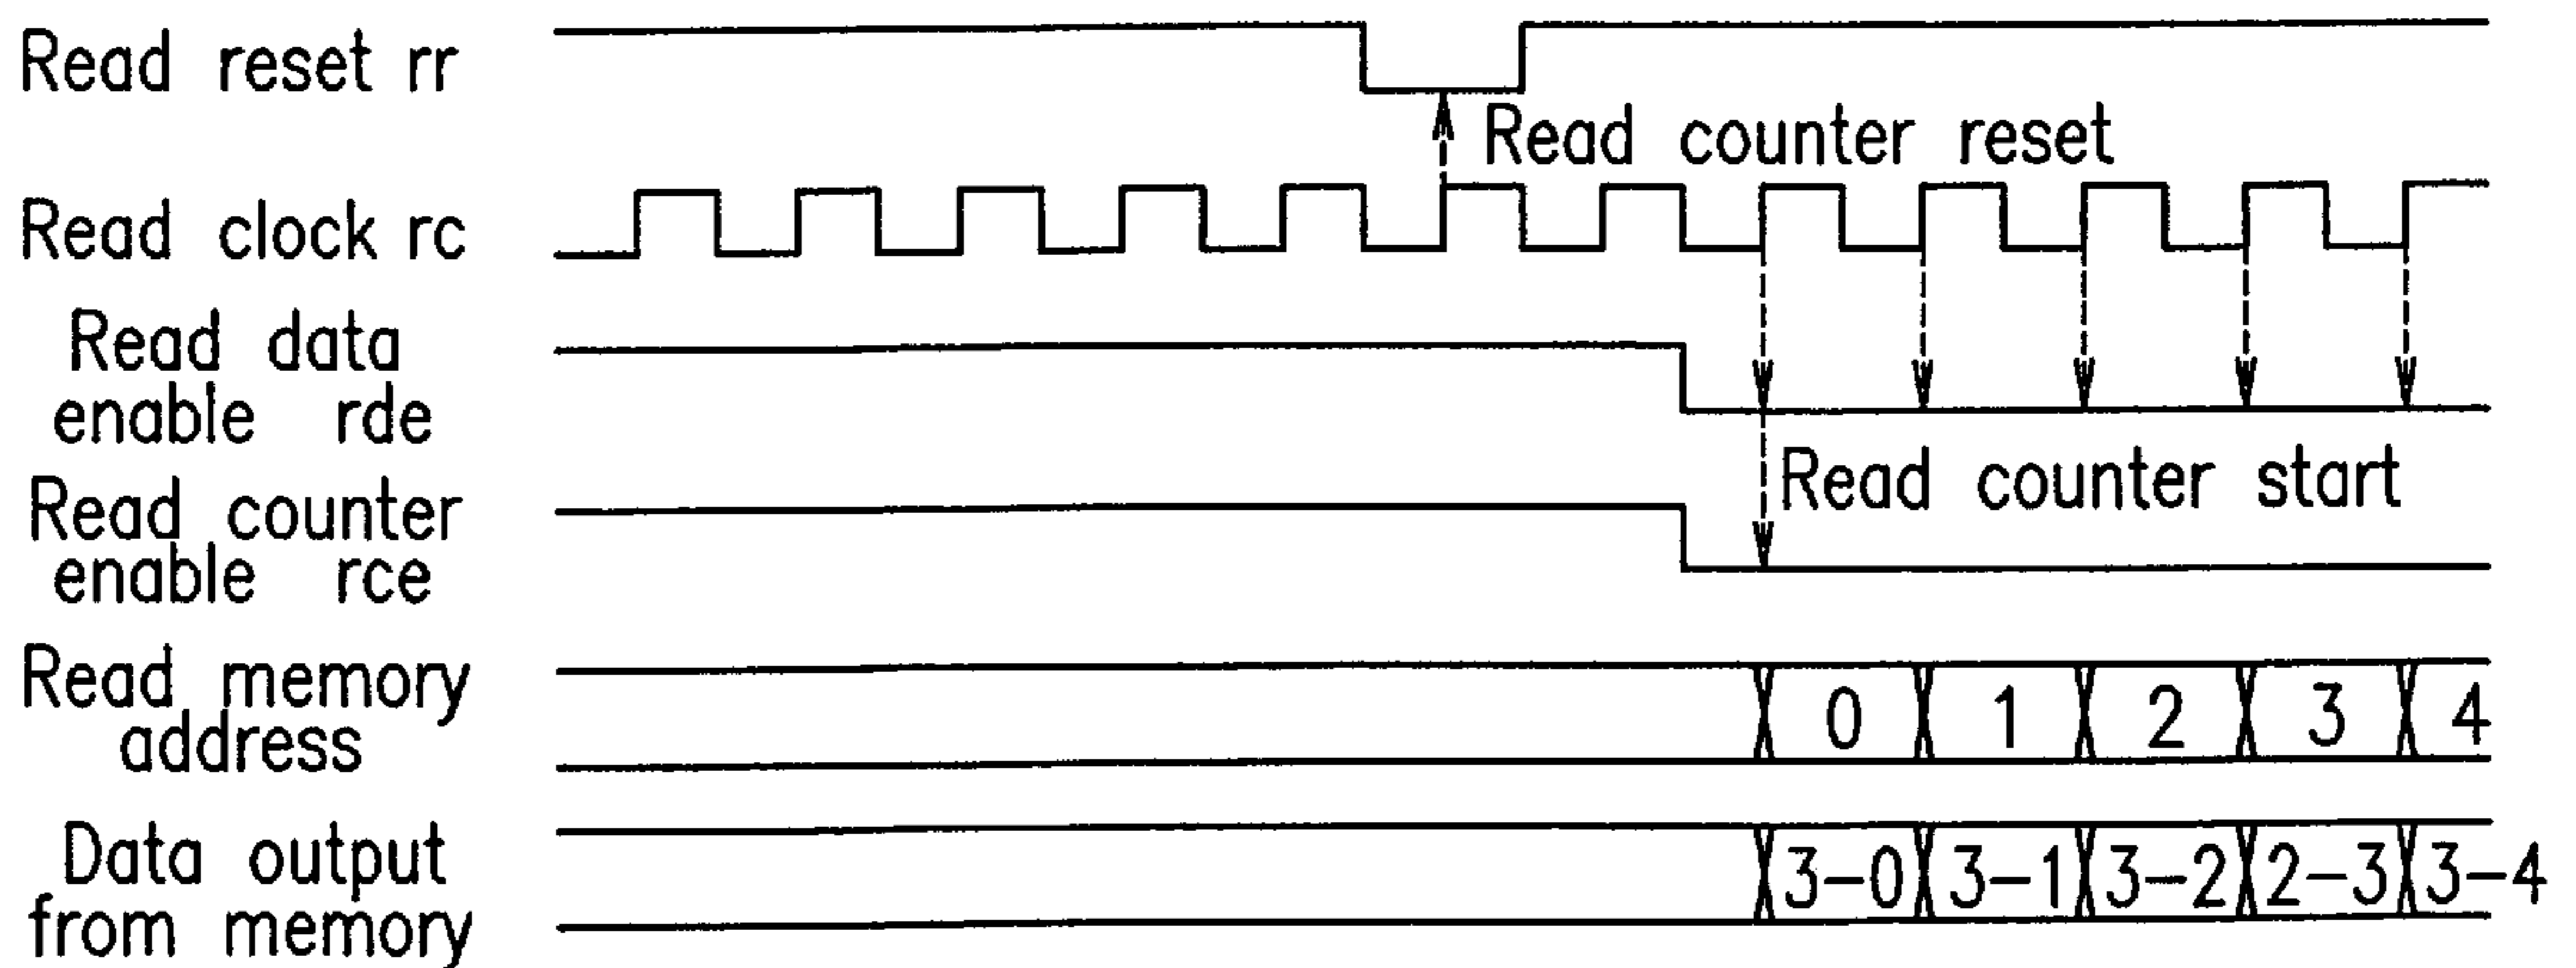 Read reset rr
Read counter reset
Read clock rc
Read data
enable rde
Read counter start
Read counter
enable rce
Read memory
address
0 1 2 3 4
Data output
from memory
3-0 3-1 3-2 2-3 3-4